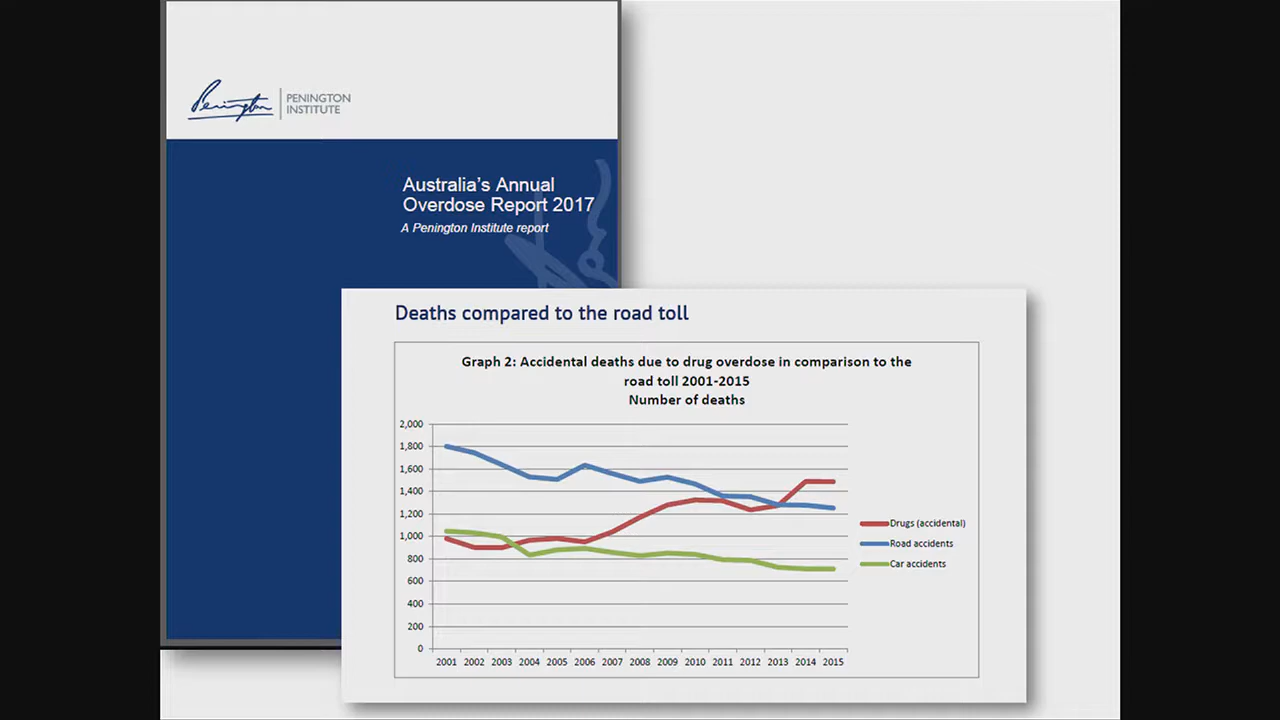 Penington
PENINGTON
INSTITUTE
Australia's Annual
Overdose Report 2017
A Penington Institute report
Deaths compared to the road toll
Graph 2: Accidental deaths due to drug overdose in comparison to the
road toll 2001-2015
Number of deaths
2,000
1,800
1,600
1,400
1,200
1,000
800
600
400
200
0
2001 2002 2003 2004 2005 2006 2007 2008 2009 2010 2011 2012 2013 2014 2015
Drugs (accidental)
Road accidents
Car accidents